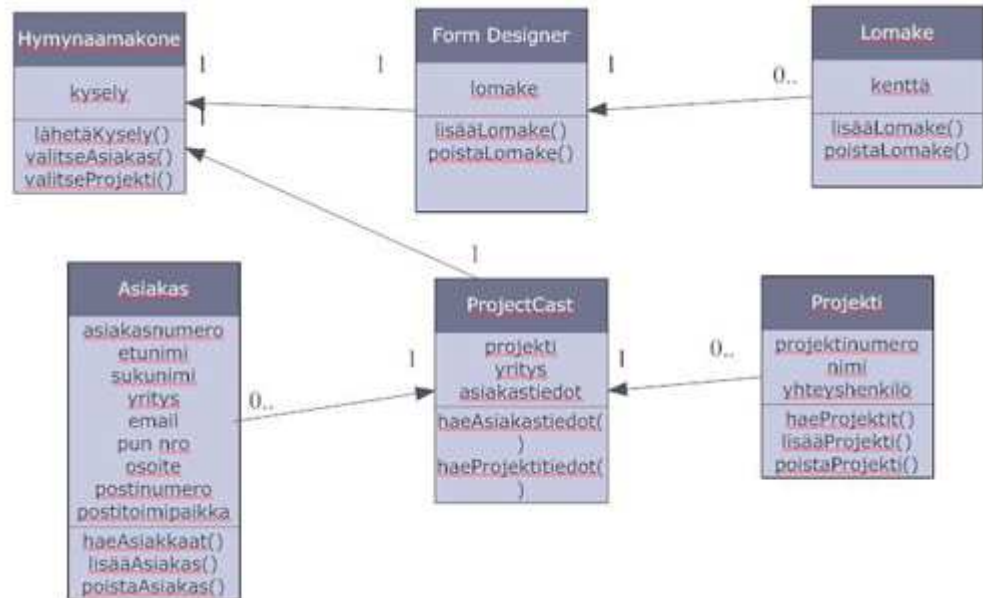 Hymynaamakone
kysely
lähetäKysely()
valitseAsiakas()
valitseProjekti()
1
1
1
Form Designer
lomake
lisääLomake()
poistaLomake()
1
0..
Lomake
kenttä
lisääLomake()
poistaLomake()
1
Asiakas
asiakasnumero
etunimi
sukunimi
yritys
email
pun nro
osoite
postinumero
postitoimipaikka
haeAsiakkaat()
lisääAsiakas()
poistaAsiakas()
0..
1
ProjectCast
projekti
yritys
asiakastiedot
haeAsiakastiedot(
)
haeProjektitiedot(
)
1
0..
Projekti
projektinumero
nimi
yhteyshenkilö
haeProjektit()
lisääProjekti()
poistaProjekti()